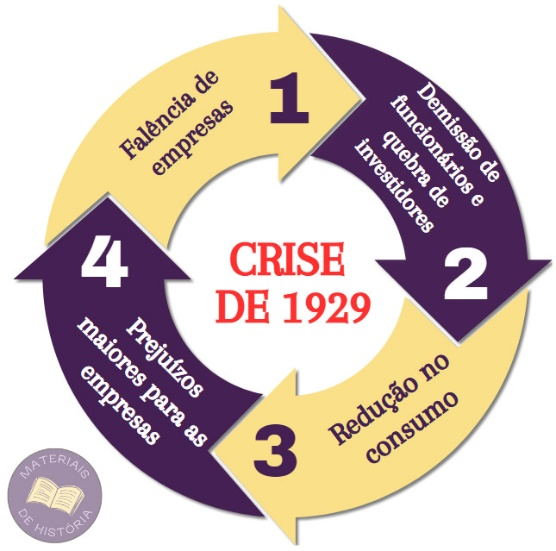 Falência de
empresas
1
Demissão de
funcionários e
quebra de
investidores
2
Redução no
consumo
3
Prejuízos
maiores para as
empresas
4
CRISE
DE 1929
MATERIAIS
DE HISTÓRIA